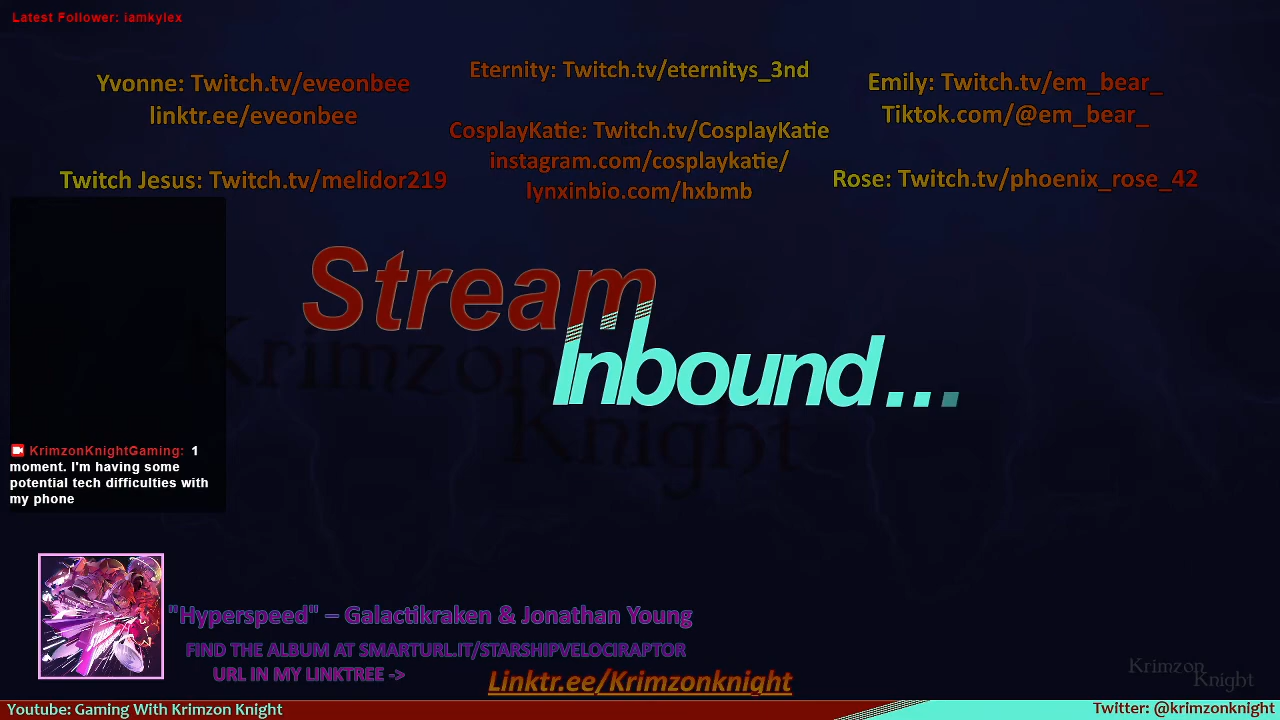 Latest Follower: iamkylex
Yvonne: Twitch.tv/eveonbee
linktr.ee/eveonbee
Eternity: Twitch.tv/eternitys_3nd
Emily: Twitch.tv/em_bear_
Tiktok.com/@em_bear_
CosplayKatie: Twitch.tv/CosplayKatie
instagram.com/cosplaykatie/
lynxinbio.com/hxbmb
Twitch Jesus: Twitch.tv/melidor219
Rose: Twitch.tv/phoenix_rose_42
Stream
Inbound...
Krimzon
Knight
KrimzonKnightGaming: 1
moment. I'm having some
potential tech difficulties with
my phone
"Hyperspeed" – Galactikraken & Jonathan Young
FIND THE ALBUM AT SMARTURL.IT/STARSHIPVELOCIRAPTOR
URL IN MY LINKTREE ->
Linktr.ee/Krimzonknight
Krimzon
Knight
Youtube: Gaming With Krimzon Knight
Twitter: @krimzonknight